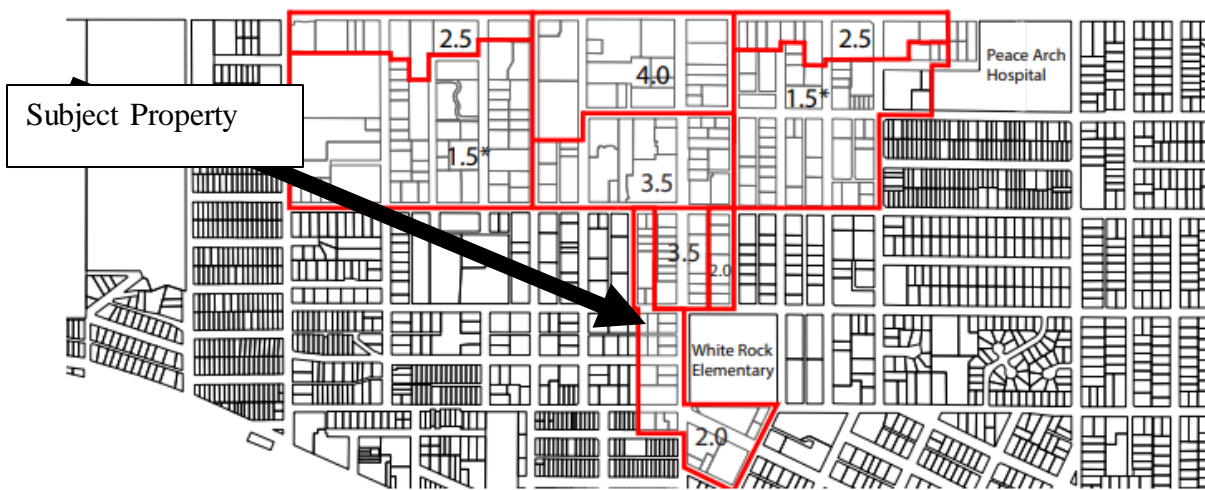 2.5
2.5
4.0
Peace Arch
Hospital
1.5*
Subject Property
1.5*
3.5
3.5
2.0
White Rock
Elementary
2.0